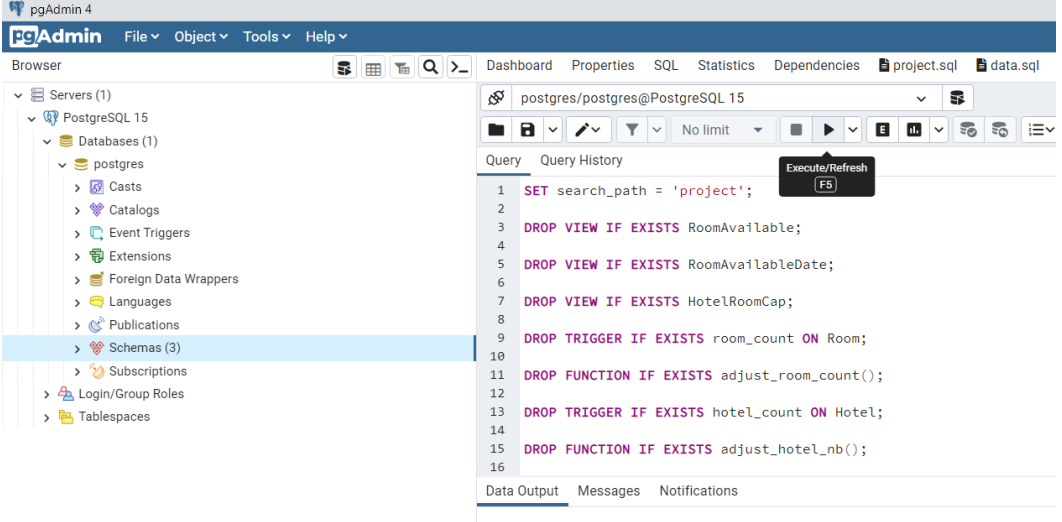 pgAdmin 4
pgAdmin File Object Tools Help
Browser
Servers (1)
PostgreSQL 15
Databases (1)
postgres
Casts
Catalogs
Event Triggers
Extensions
Foreign Data Wrappers
Languages
Publications
Schemas (3)
Subscriptions
Login/Group Roles
Tablespaces
Dashboard Properties SQL Statistics Dependencies project.sql data.sql
postgres/postgres@PostgreSQL 15
No limit E
Execute/Refresh
F5
Query Query History
1 SET search_path = 'project';
2
3 DROP VIEW IF EXISTS RoomAvailable;
4
5 DROP VIEW IF EXISTS RoomAvailableDate;
6
7 DROP VIEW IF EXISTS HotelRoomCap;
8
9 DROP TRIGGER IF EXISTS room_count ON Room;
10
11 DROP FUNCTION IF EXISTS adjust_room_count();
12
13 DROP TRIGGER IF EXISTS hotel_count ON Hotel;
14
15 DROP FUNCTION IF EXISTS adjust_hotel_nb();
16
Data Output Messages Notifications